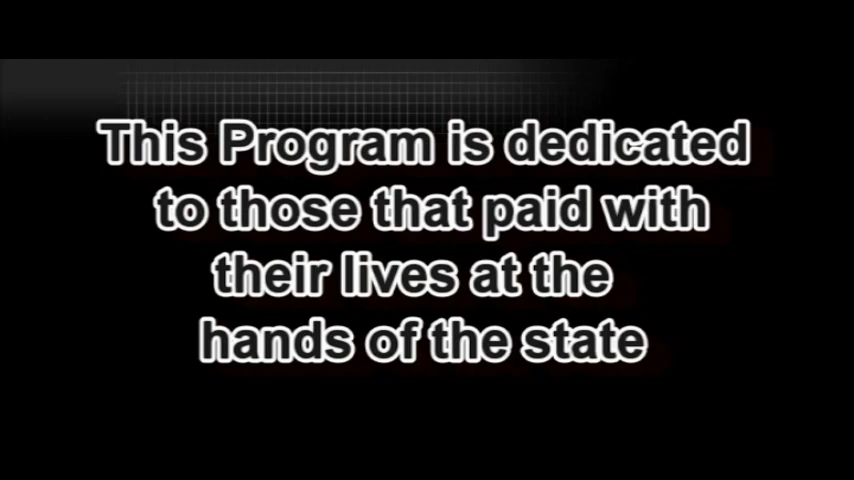 This Program is dedicated
to those that paid with
their lives at the
hands of the state